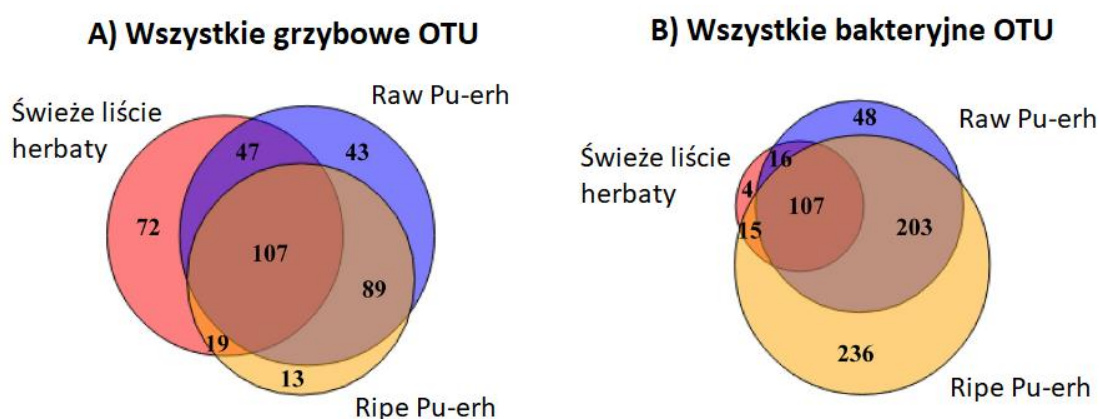 A) Wszystkie grzybowe OTU
Świeże liście
herbaty
Raw Pu-erh
47
43
72
107
89
19
13
Ripe Pu-erh
B) Wszystkie bakteryjne OTU
Świeże liście
herbaty
Raw Pu-erh
48
16
4
107
15
203
236
Ripe Pu-erh